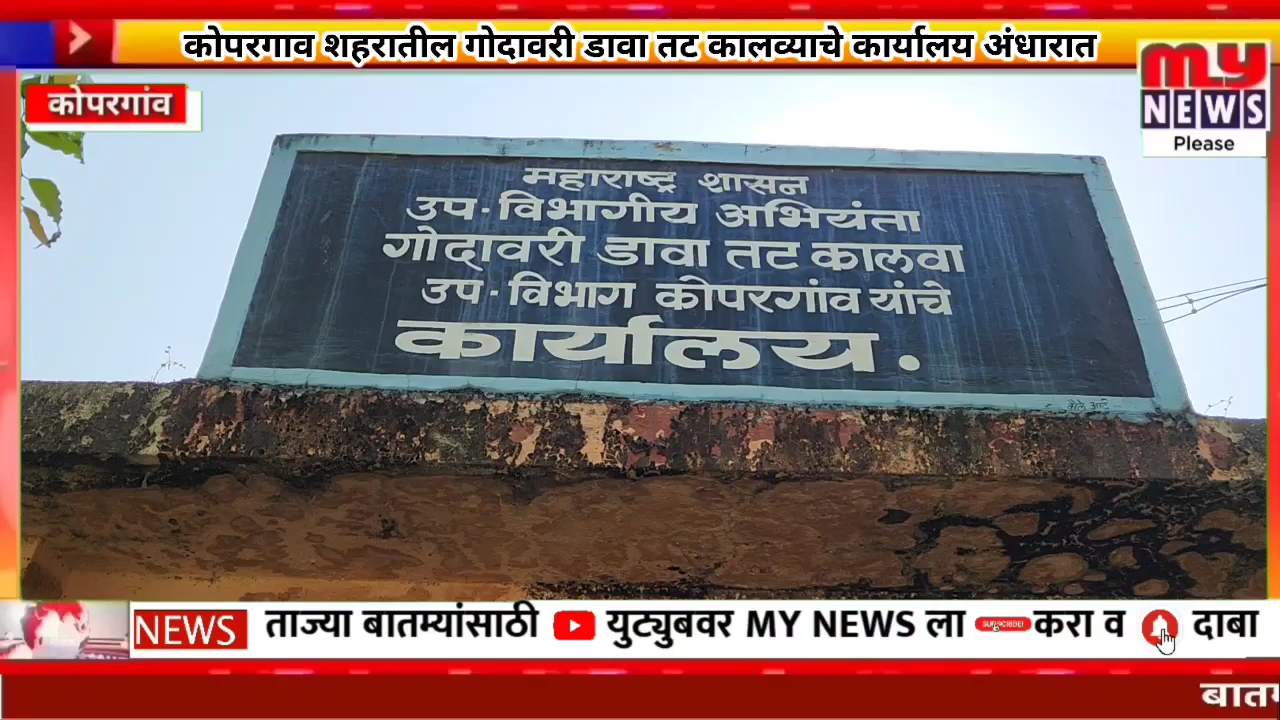 कोपरगाव शहरातील गोदावरी डावा तट कालव्याचे कार्यालय अंधारात
कोपरगांव
my
NEWS
Please
महाराष्ट्र शासन
उप-विभागीय अभियंता
गोदावरी डावा तट कालवा
उप-विभाग कोपरगांव यांचे
कार्यालय.
NEWS ताज्या बातम्यांसाठी युट्युबवर MY NEWS ला SUBSCRIBE! करा व दाबा